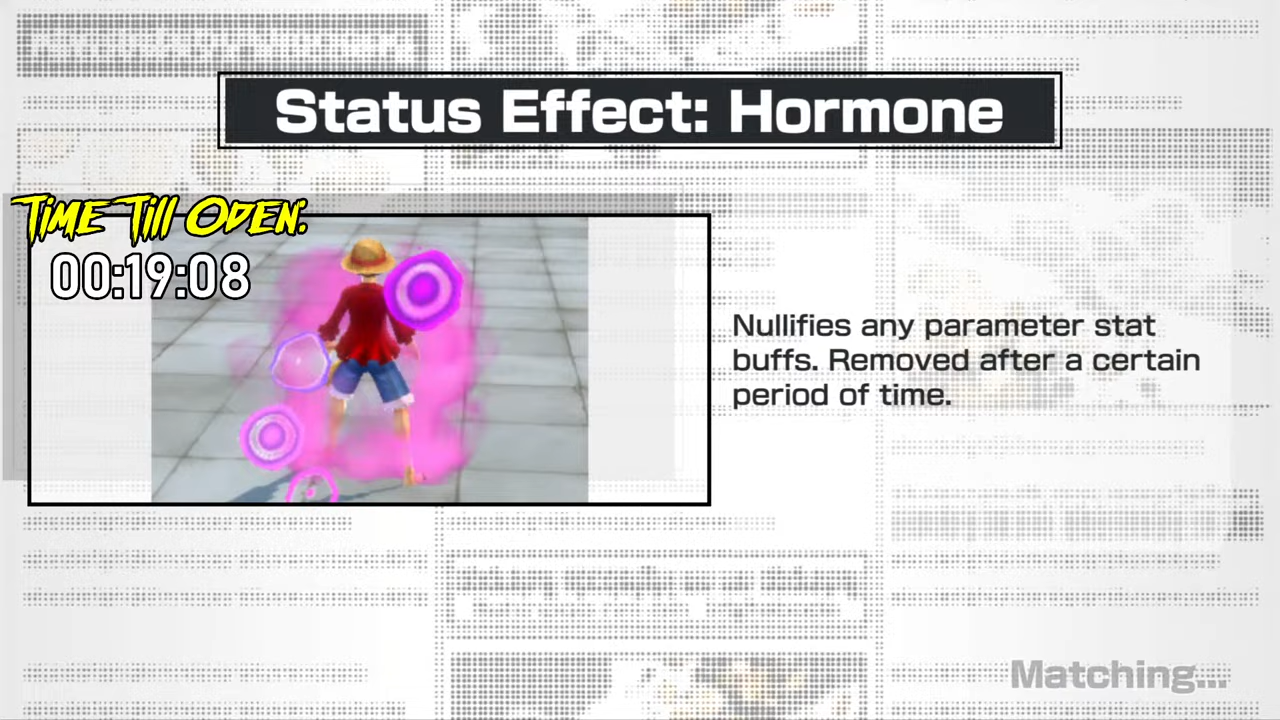 Status Effect: Hormone
Time Till Oden:
00:19:08
Nullifies any parameter stat
buffs. Removed after a certain
period of time.
Matching...